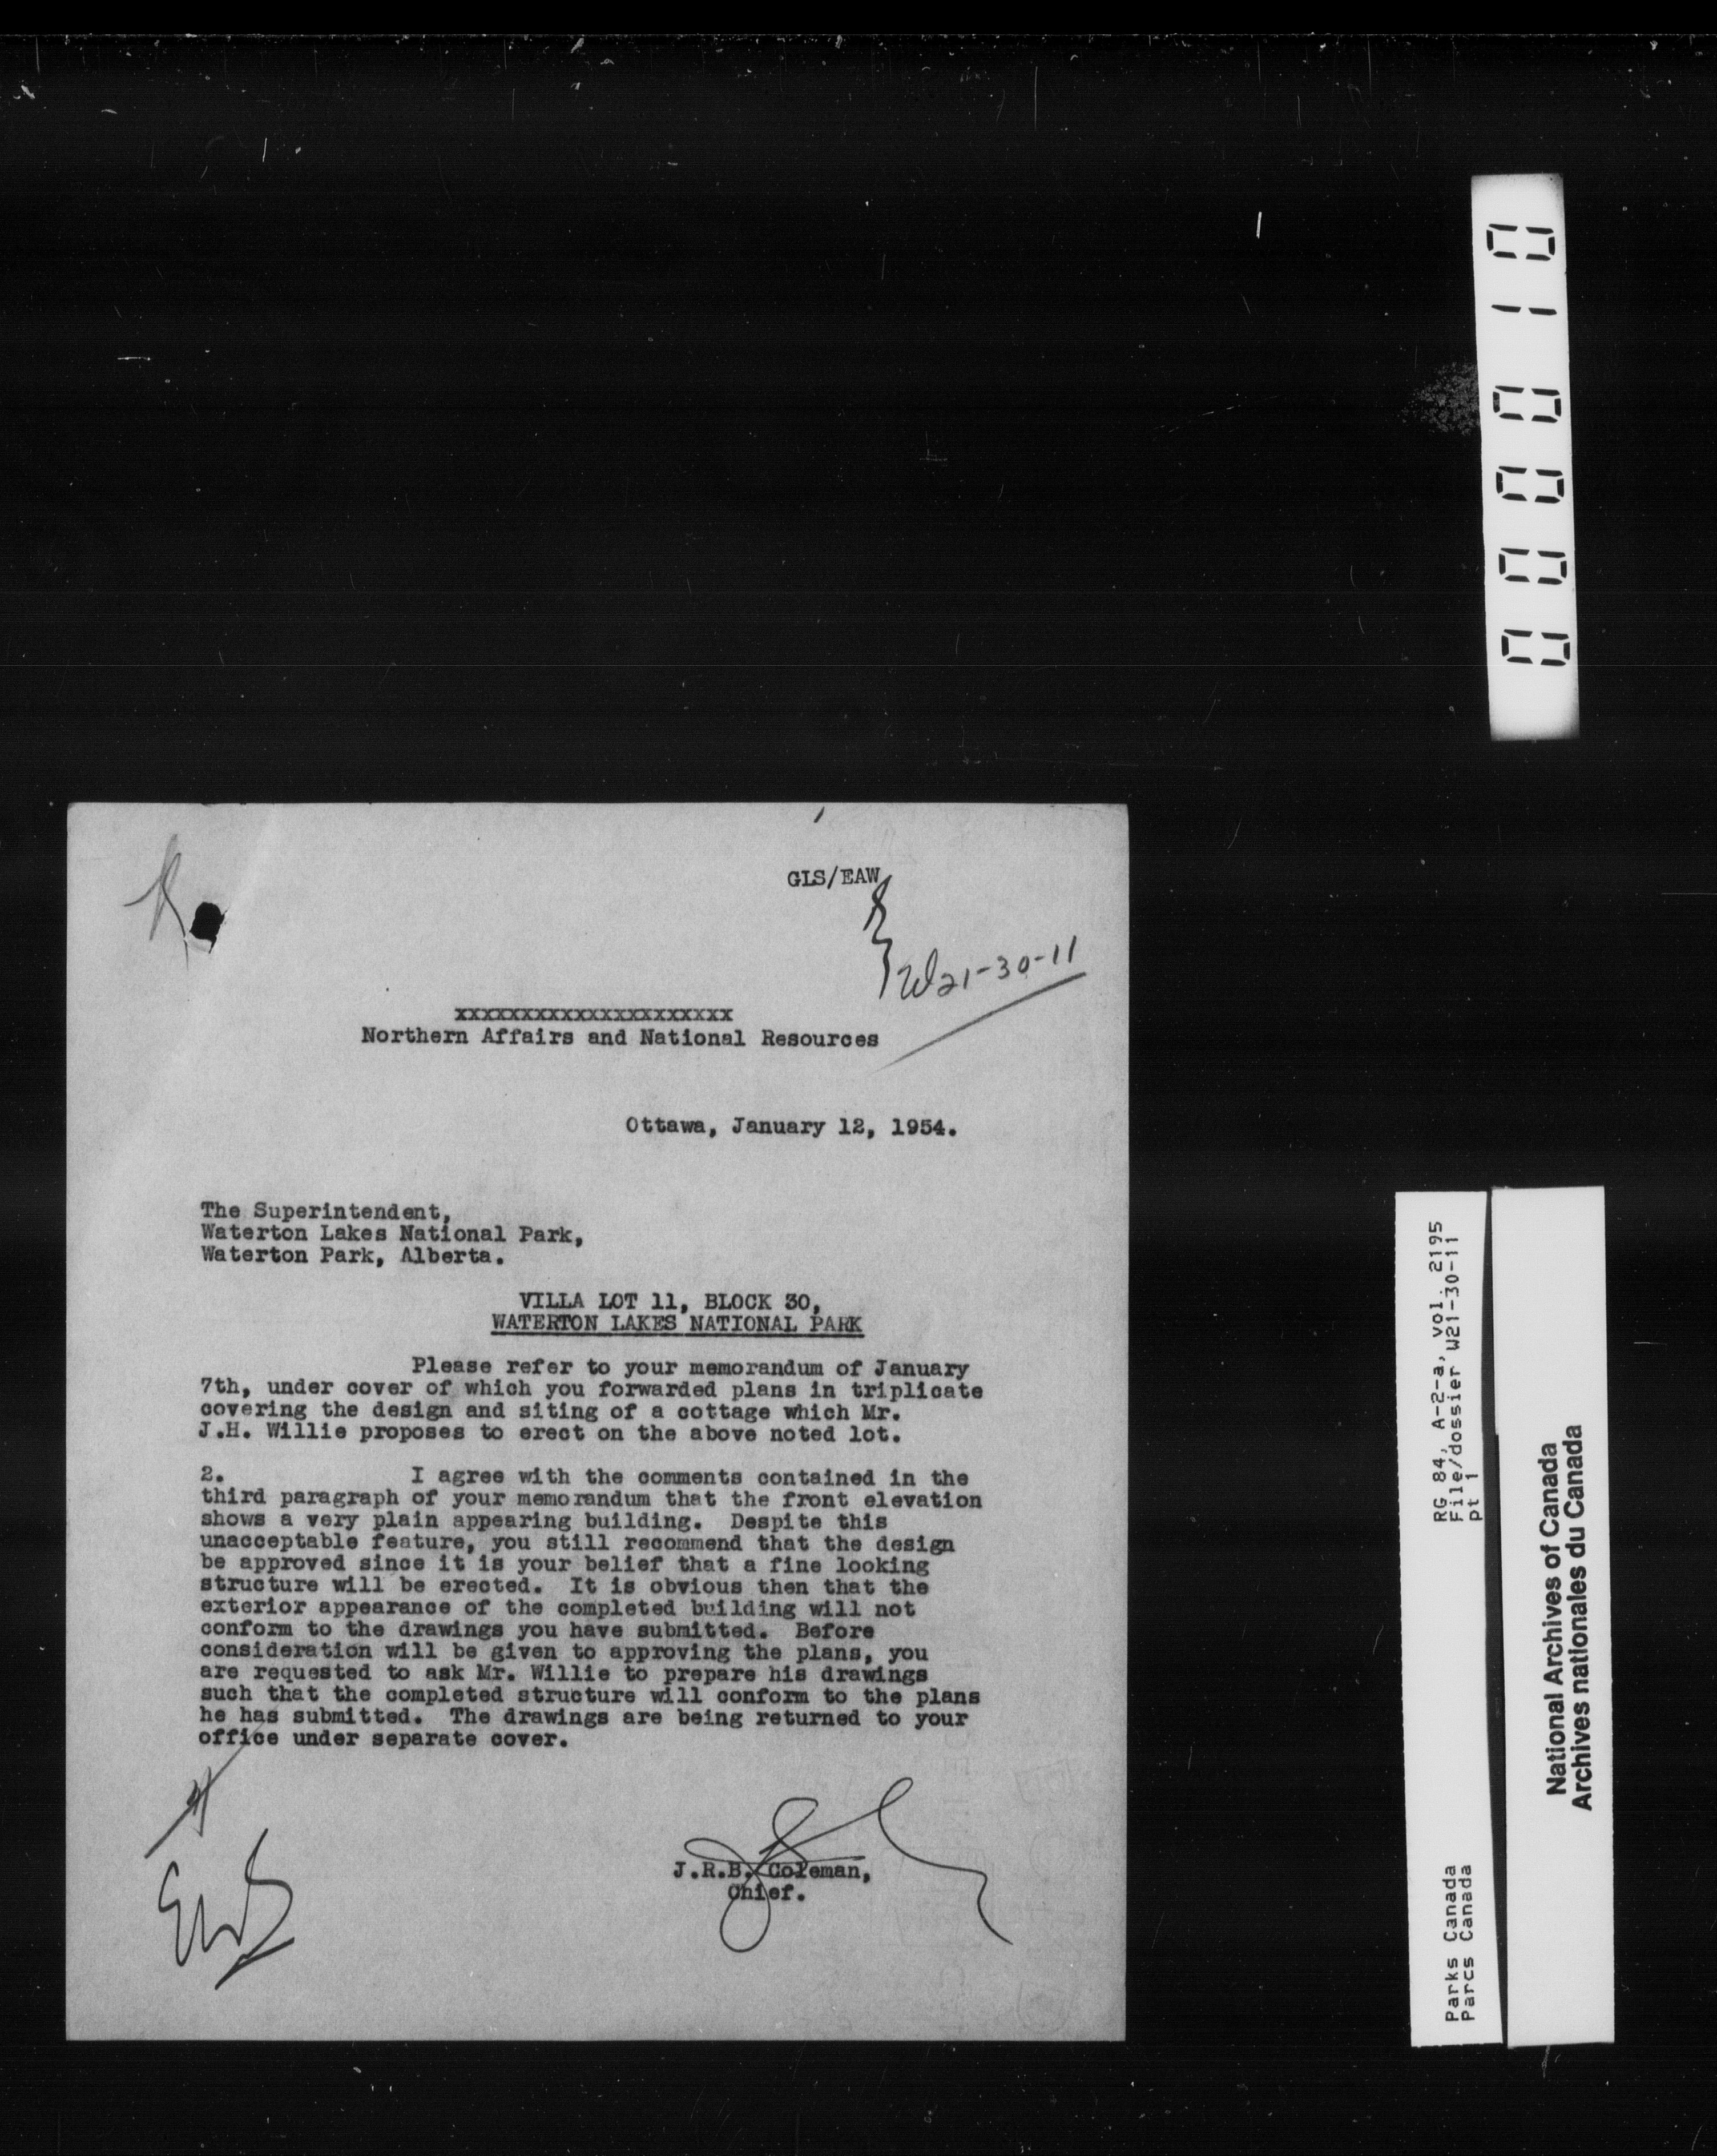 000010
GLS/EAW
W21-30-11
xxxxxxxxxxxxxxxxxxxxx
Northern Affairs and National Resources
Ottawa, January 12, 1954.
The Superintendent,
Waterton Lakes National Park,
Waterton Park, Alberta.
VILLA LOT 11, BLOCK 30,
WATERTON LAKES NATIONAL PARK
Please refer to your memorandum of January
7th, under cover of which you forwarded plans in triplicate
covering the design and siting of a cottage which Mr.
J.H. Willie proposes to erect on the above noted lot.
2. I agree with the comments contained in the
third paragraph of your memorandum that the front elevation
shows a very plain appearing building. Despite this
unacceptable feature, you still recommend that the design
be approved since it is your belief that a fine looking
structure will be erected. It is obvious then that the
exterior appearance of the completed building will not
conform to the drawings you have submitted. Before
consideration will be given to approving the plans, you
are requested to ask Mr. Willie to prepare his drawings
such that the completed structure will conform to the plans
he has submitted. The drawings are being returned to your
office under separate cover.
J.R.B. Coleman,
Chief.
RG 84, A-2-a, vol. 2195
File/dossier W21-30-11
pt 1
Parks Canada
Parcs Canada
National Archives of Canada
Archives nationales du Canada